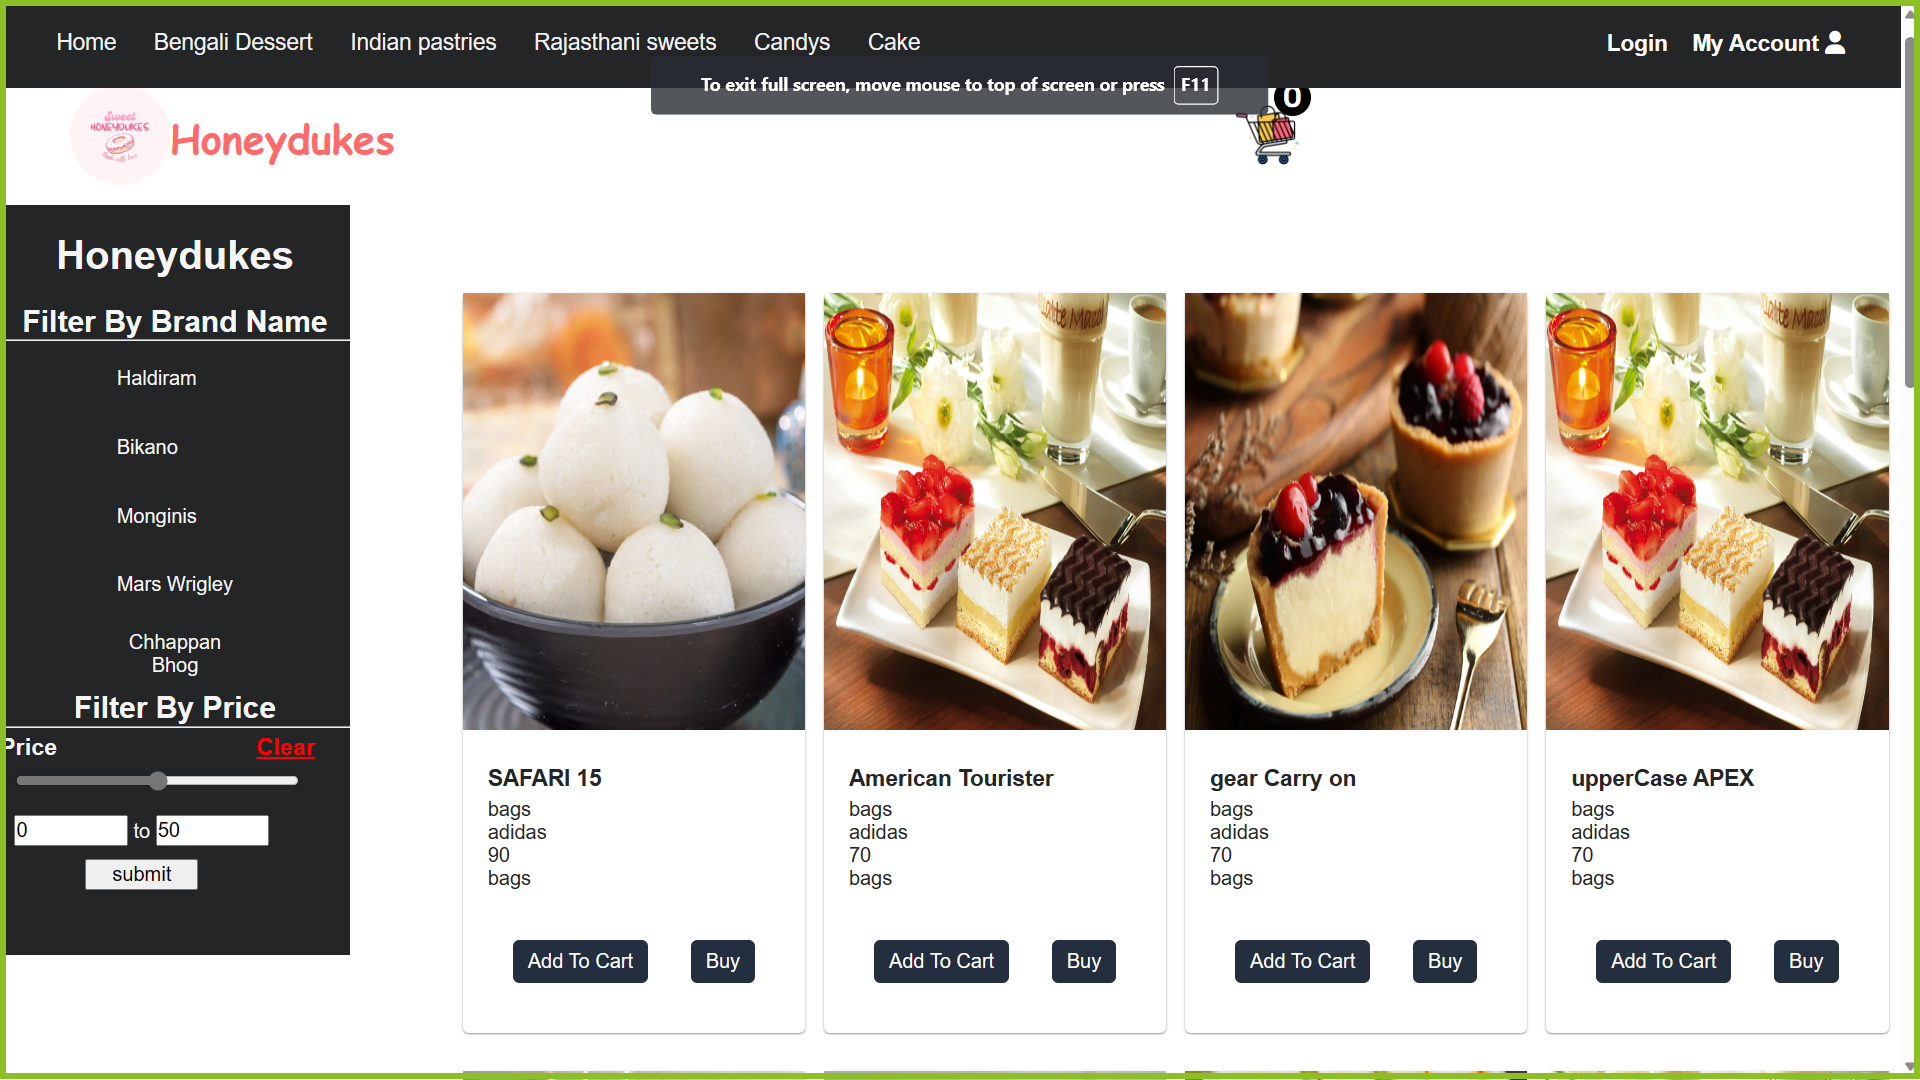 Home Bengali Dessert Indian pastries Rajasthani sweets Candys Cake Login My Account
To exit full screen, move mouse to top of screen or press F11
0
Sweet
HONEYDUKES
Honeydukes
Honeydukes
Filter By Brand Name
Haldiram
Bikano
Monginis
Mars Wrigley
Chhappan
Bhog
Filter By Price
Price Clear
0 to 50
submit
SAFARI 15
bags
adidas
90
bags
Add To Cart Buy
Latte Macch
American Tourister
bags
adidas
70
bags
Add To Cart Buy
gear Carry on
bags
adidas
70
bags
Add To Cart Buy
Latte Macch
upperCase APEX
bags
adidas
70
bags
Add To Cart Buy